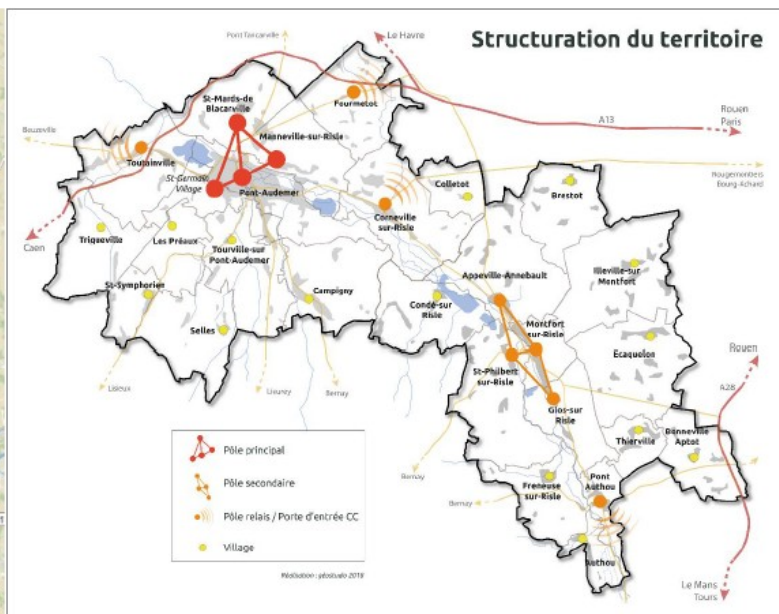 Structuration du territoire
Pont Tancarville
Le Havre
St-Mards-de
Blacarville
Fourmetot
A13
Rouen
Paris
Manneville-sur-Risle
Bouzeville
Toutainville
St-Germain
Village
Pont-Audemer
Colletot
Rougemontiers
Bourg-Achard
Brestot
Corneville
sur-Risle
Caen
Triqueville
Les Préaux
Tourville-sur
Pont-Audemer
Appeville-Annebault
Illeville-sur
Montfort
St-Symphorien
Campigny
Condé-sur
Risle
Selles
Montfort
sur-Risle
Ecaquelon
Rouen
St-Philbert
sur-Risle
A28
Lisieux
Lieurey
Bernay
Glos-sur
Risle
Thierville
Bonneville
Aptot
Pôle principal
Bernay
Pôle secondaire
Freneuse
sur-Risle
Pont
Authou
Bernay
Pôle relais / Porte d'entrée CC
Village
Authou
Réalisation : géostudo 2018
Le Mans
Tours